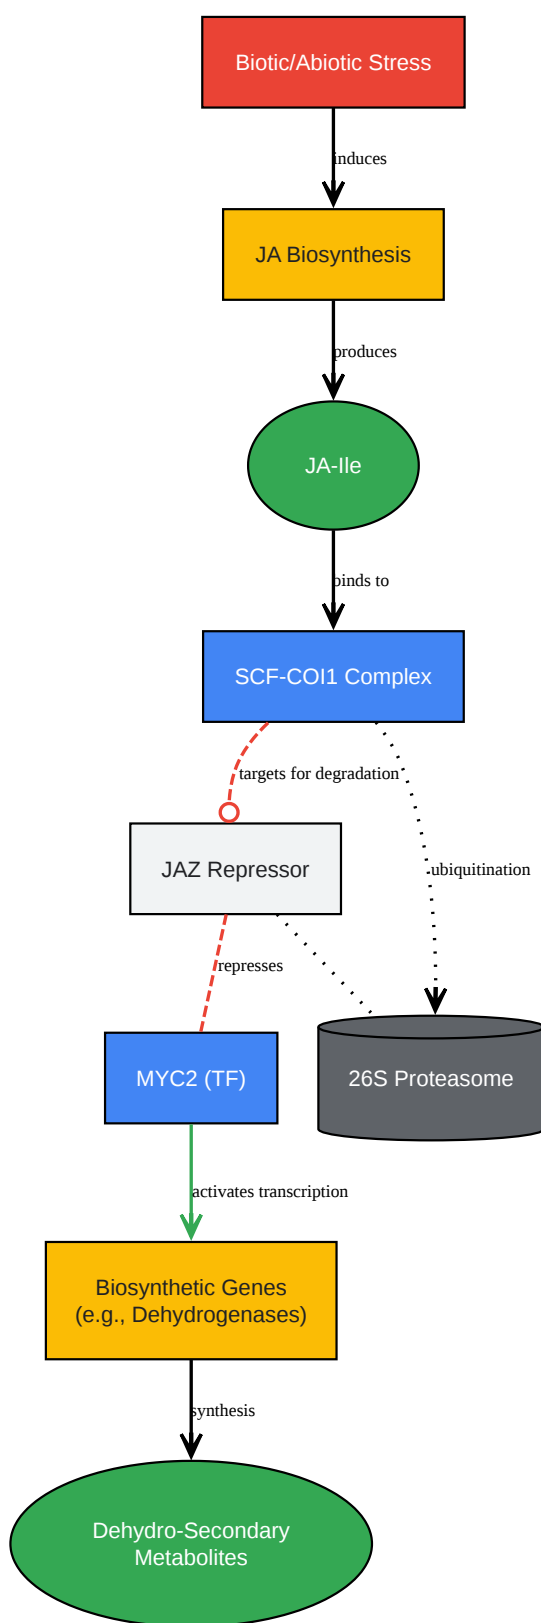 Biotic/Abiotic Stress
induces
JA Biosynthesis
produces
JA-Ile
binds to
SCF-COI1 Complex
targets for degradation
JAZ Repressor
ubiquitination
represses
MYC2 (TF)
26S Proteasome
activates transcription
Biosynthetic Genes
(e.g., Dehydrogenases)
synthesis
Dehydro-Secondary
Metabolites